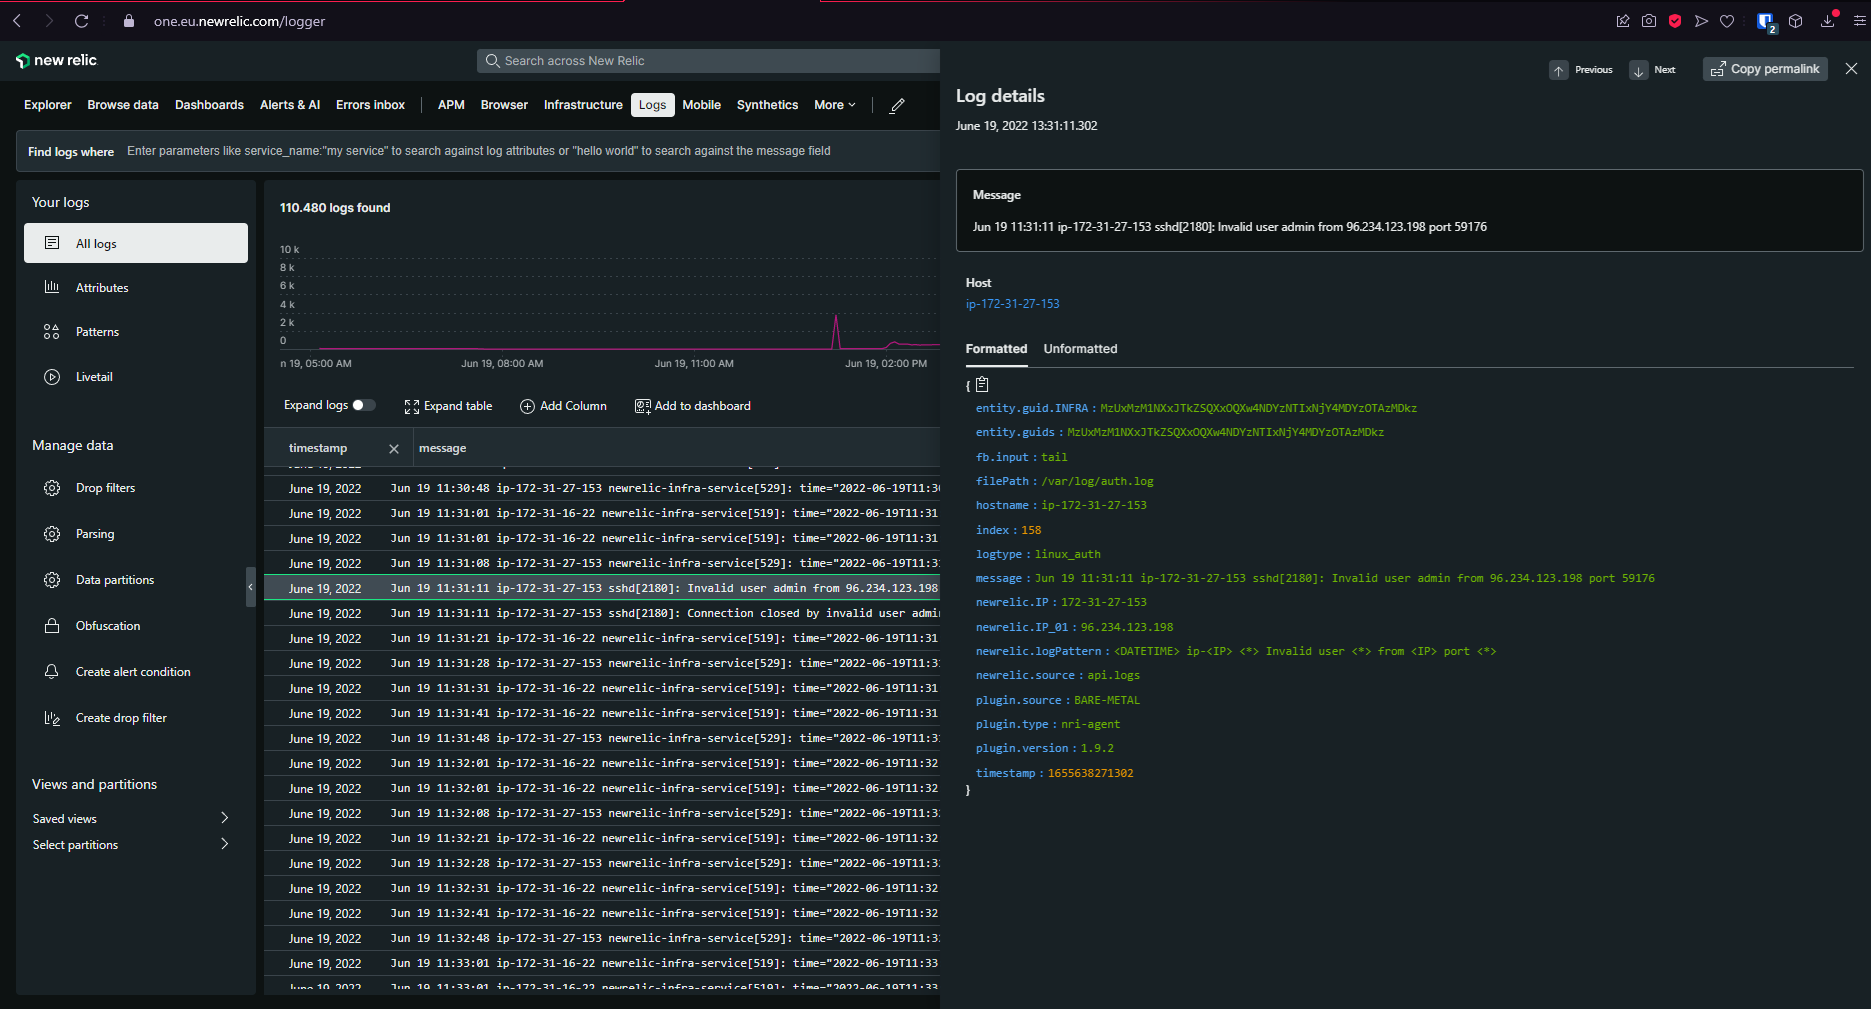 one.eu.newrelic.com/logger
2
new relic
Search across New Relic
Explorer Browse data Dashboards Alerts & AI Errors inbox APM Browser Infrastructure Logs Mobile Synthetics More
Find logs where Enter parameters like service_name:"my service" to search against log attributes or "hello world" to search against the message field
Your logs
All logs
Attributes
Patterns
Livetail
Manage data
Drop filters
Parsing
Data partitions
Obfuscation
Create alert condition
Create drop filter
Views and partitions
Saved views
Select partitions
110.480 logs found
10 k
8 k
6 k
4 k
2 k
0
n 19, 05:00 AM Jun 19, 08:00 AM Jun 19, 11:00 AM Jun 19, 02:00 PM
Expand logs Expand table Add Column Add to dashboard
timestamp message
June 19, 2022 Jun 19 11:30:48 ip-172-31-27-153 newrelic-infra-service[529]: time="2022-06-19T11:30
June 19, 2022 Jun 19 11:31:01 ip-172-31-16-22 newrelic-infra-service[519]: time="2022-06-19T11:31
June 19, 2022 Jun 19 11:31:01 ip-172-31-16-22 newrelic-infra-service[519]: time="2022-06-19T11:31
June 19, 2022 Jun 19 11:31:08 ip-172-31-27-153 newrelic-infra-service[529]: time="2022-06-19T11:31
June 19, 2022 Jun 19 11:31:11 ip-172-31-27-153 sshd[2180]: Invalid user admin from 96.234.123.198
June 19, 2022 Jun 19 11:31:11 ip-172-31-27-153 sshd[2180]: Connection closed by invalid user admin
June 19, 2022 Jun 19 11:31:21 ip-172-31-16-22 newrelic-infra-service[519]: time="2022-06-19T11:31
June 19, 2022 Jun 19 11:31:28 ip-172-31-27-153 newrelic-infra-service[529]: time="2022-06-19T11:31
June 19, 2022 Jun 19 11:31:31 ip-172-31-16-22 newrelic-infra-service[519]: time="2022-06-19T11:31
June 19, 2022 Jun 19 11:31:41 ip-172-31-16-22 newrelic-infra-service[519]: time="2022-06-19T11:31
June 19, 2022 Jun 19 11:31:48 ip-172-31-27-153 newrelic-infra-service[529]: time="2022-06-19T11:31
June 19, 2022 Jun 19 11:32:01 ip-172-31-16-22 newrelic-infra-service[519]: time="2022-06-19T11:32
June 19, 2022 Jun 19 11:32:01 ip-172-31-16-22 newrelic-infra-service[519]: time="2022-06-19T11:32
June 19, 2022 Jun 19 11:32:08 ip-172-31-27-153 newrelic-infra-service[529]: time="2022-06-19T11:32
June 19, 2022 Jun 19 11:32:21 ip-172-31-16-22 newrelic-infra-service[519]: time="2022-06-19T11:32
June 19, 2022 Jun 19 11:32:28 ip-172-31-27-153 newrelic-infra-service[529]: time="2022-06-19T11:32
June 19, 2022 Jun 19 11:32:31 ip-172-31-16-22 newrelic-infra-service[519]: time="2022-06-19T11:32
June 19, 2022 Jun 19 11:32:41 ip-172-31-16-22 newrelic-infra-service[519]: time="2022-06-19T11:32
June 19, 2022 Jun 19 11:32:48 ip-172-31-27-153 newrelic-infra-service[529]: time="2022-06-19T11:32
June 19, 2022 Jun 19 11:33:01 ip-172-31-16-22 newrelic-infra-service[519]: time="2022-06-19T11:33
June 19, 2022 Jun 19 11:33:01 ip-172-31-16-22 newrelic-infra-service[519]: time="2022-06-19T11:33
Previous Next Copy permalink
Log details
June 19, 2022 13:31:11.302
Message
Jun 19 11:31:11 ip-172-31-27-153 sshd[2180]: Invalid user admin from 96.234.123.198 port 59176
Host
ip-172-31-27-153
Formatted Unformatted
{
entity.guid.INFRA : MzUxMzM1NXxJTkZSQXxOQXw4NDYzNTIxNjY4MDYzOTAzMDkz
entity.guids : MzUxMzM1NXxJTkZSQXxOQXw4NDYzNTIxNjY4MDYzOTAzMDkz
fb.input : tail
filePath : /var/log/auth.log
hostname : ip-172-31-27-153
index : 158
logtype : linux_auth
message : Jun 19 11:31:11 ip-172-31-27-153 sshd[2180]: Invalid user admin from 96.234.123.198 port 59176
newrelic.IP : 172-31-27-153
newrelic.IP_01 : 96.234.123.198
newrelic.logPattern : <DATETIME> ip-<IP> <*> Invalid user <*> from <IP> port <*>
newrelic.source : api.logs
plugin.source : BARE-METAL
plugin.type : nri-agent
plugin.version : 1.9.2
timestamp : 1655638271302
}